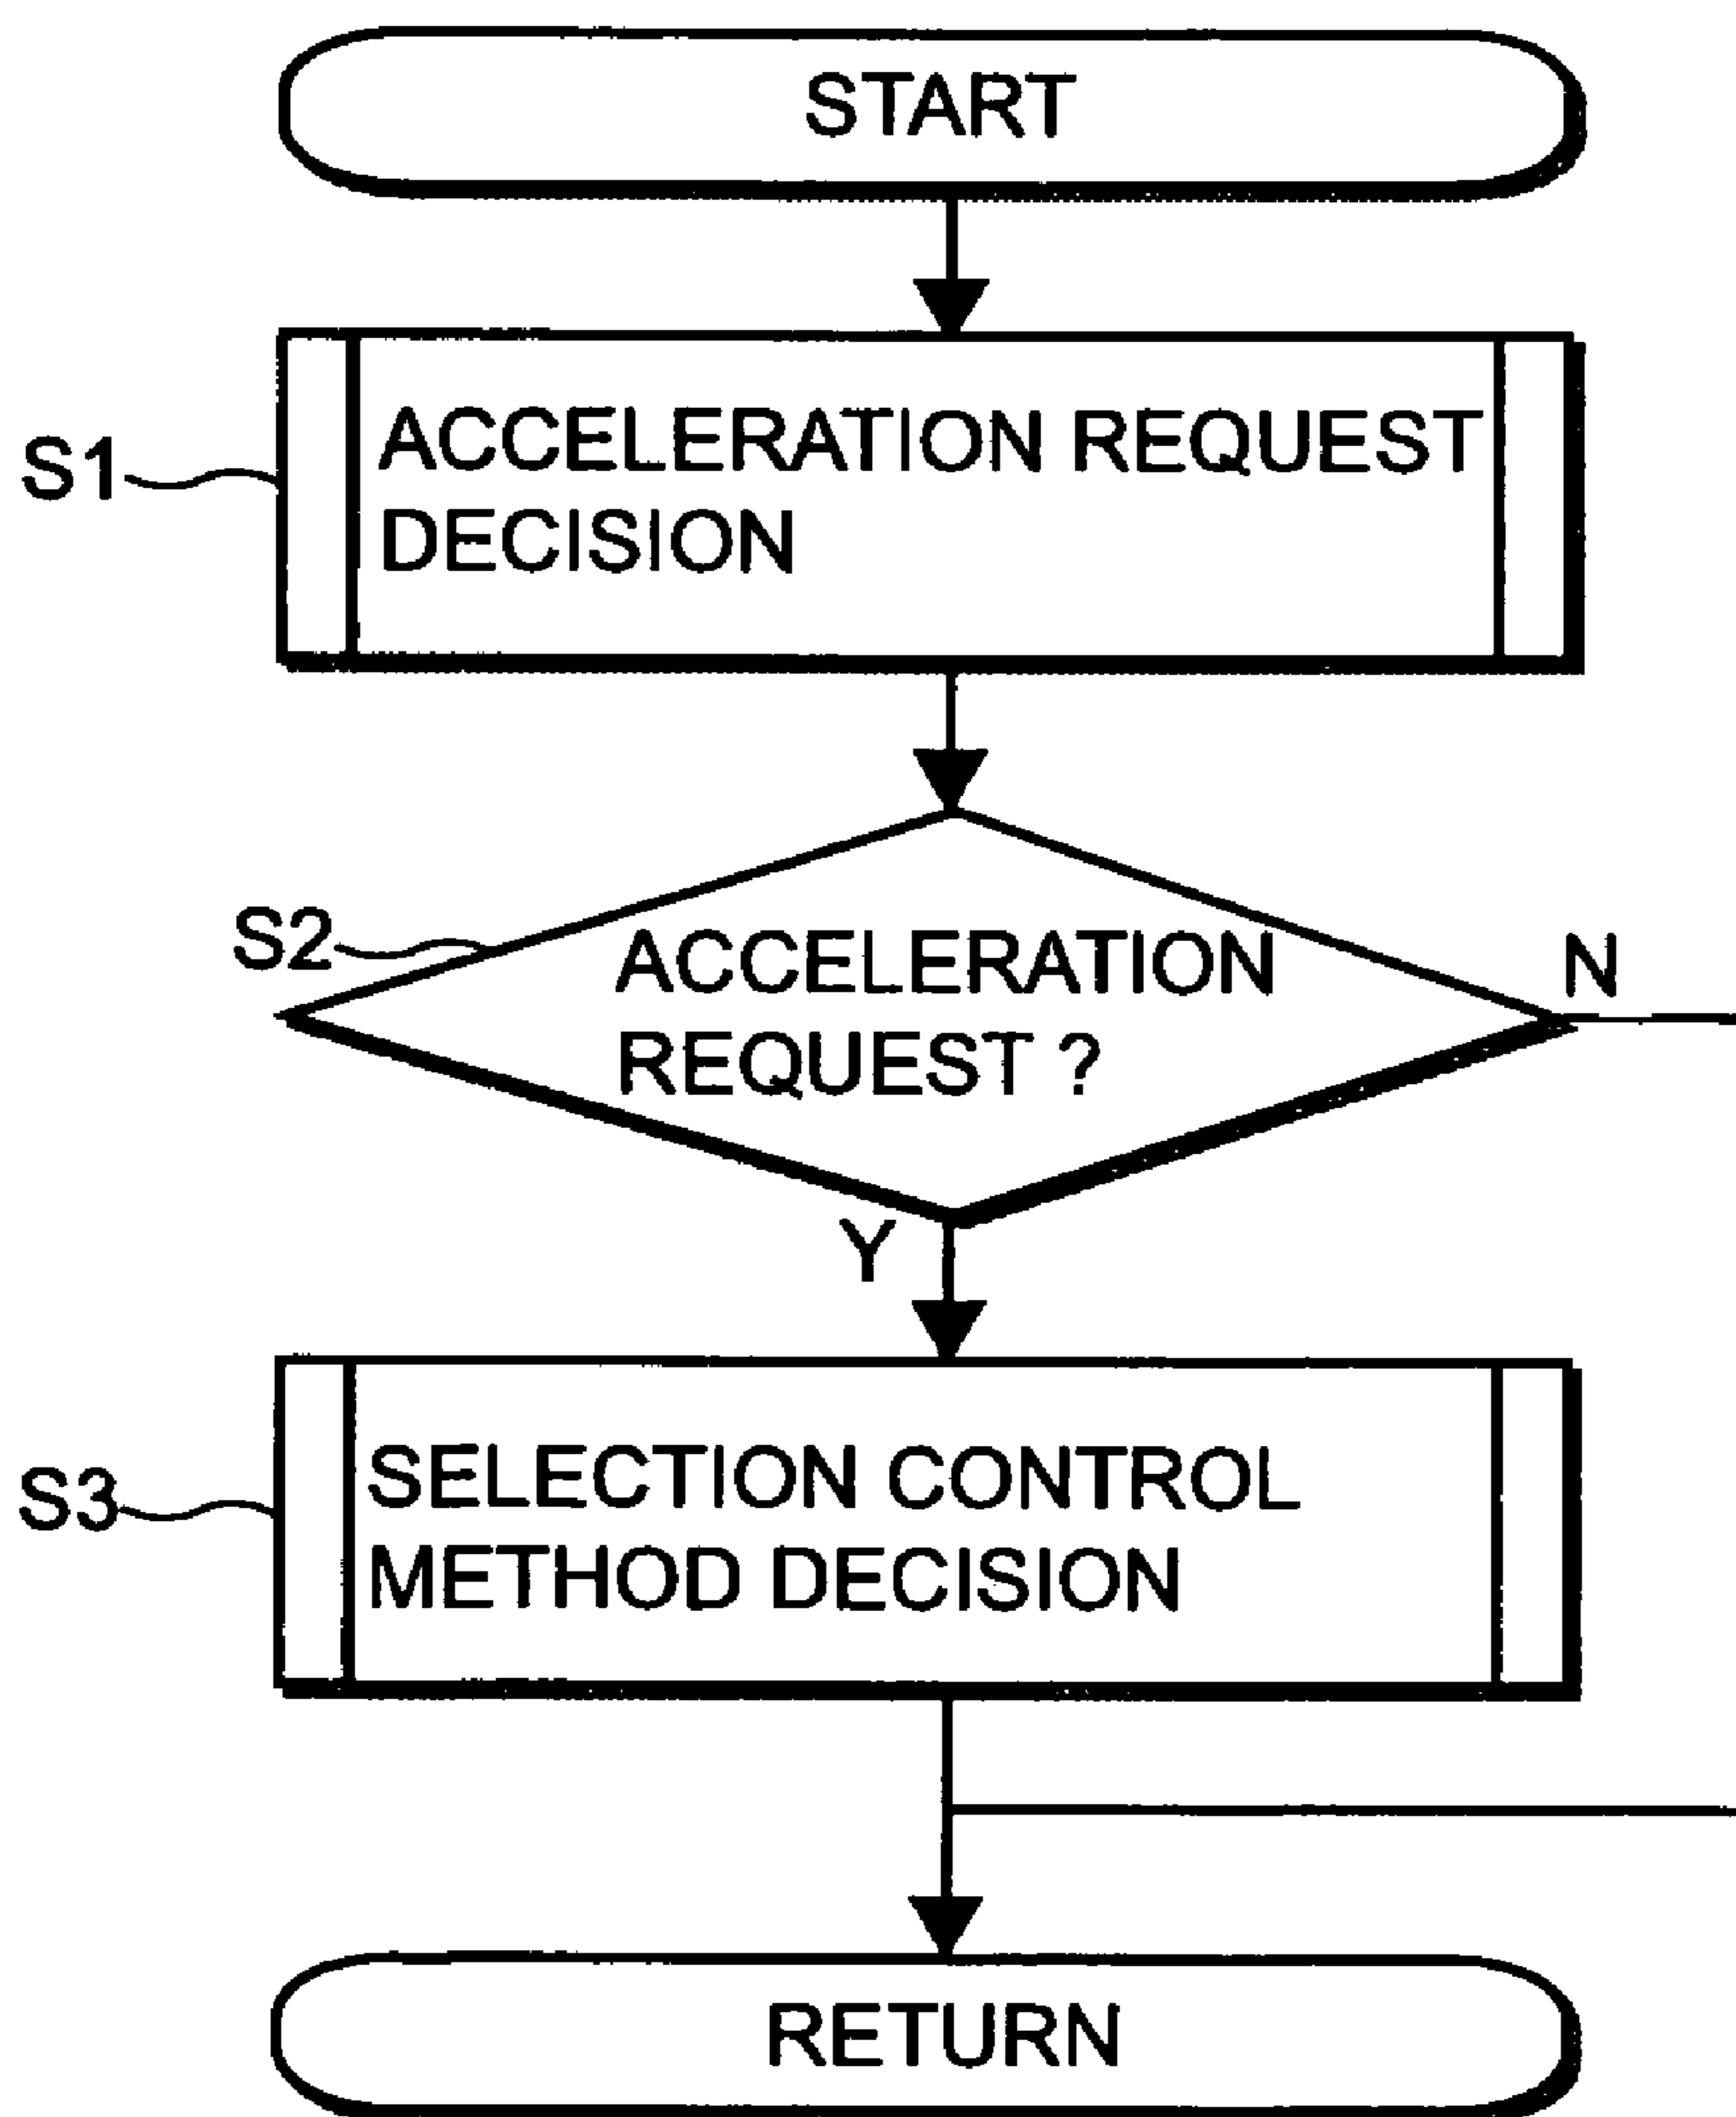 START
S1
ACCELERATION REQUEST
DECISION
S2
ACCELERATION
REQUEST ?
N
Y
S3
SELECTION CONTROL
METHOD DECISION
RETURN